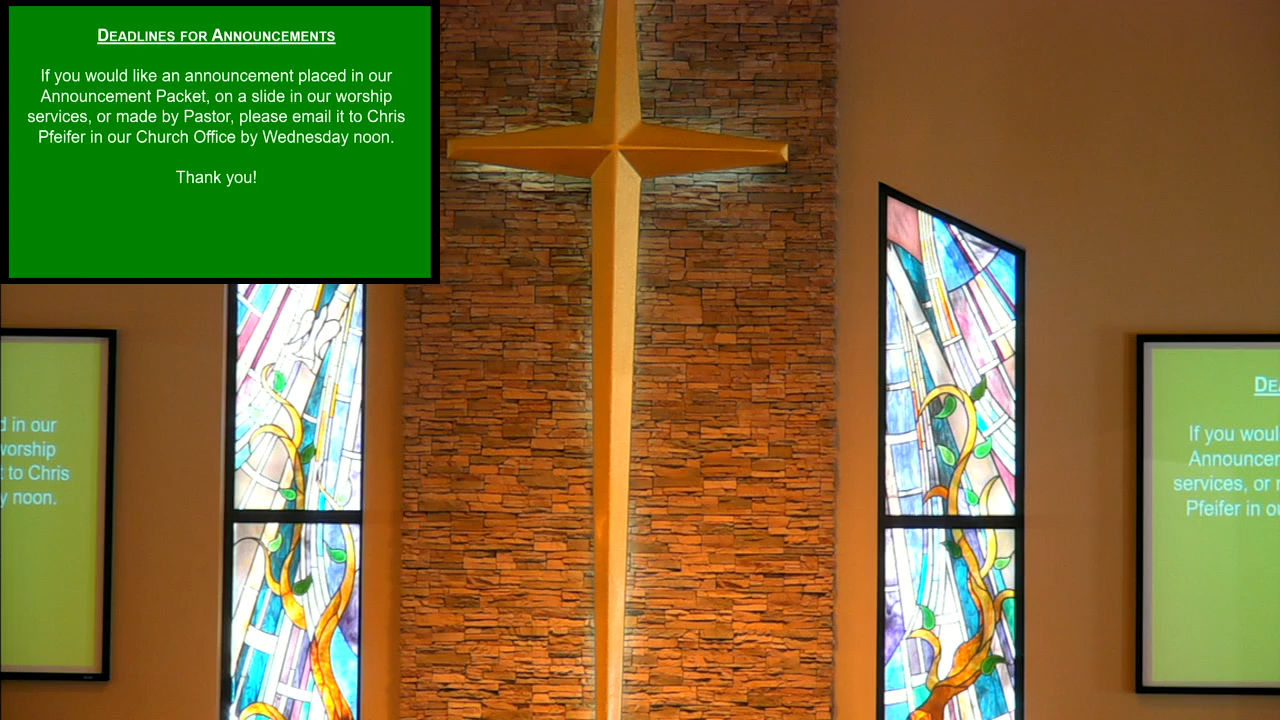 DEADLINES FOR ANNOUNCEMENTS
If you would like an announcement placed in our
Announcement Packet, on a slide in our worship
services, or made by Pastor, please email it to Chris
Pfeifer in our Church Office by Wednesday noon.
Thank you!
d in our
worship
t to Chris
y noon.
DEA
If you woul
Announcem
services, or
Pfeifer in ou